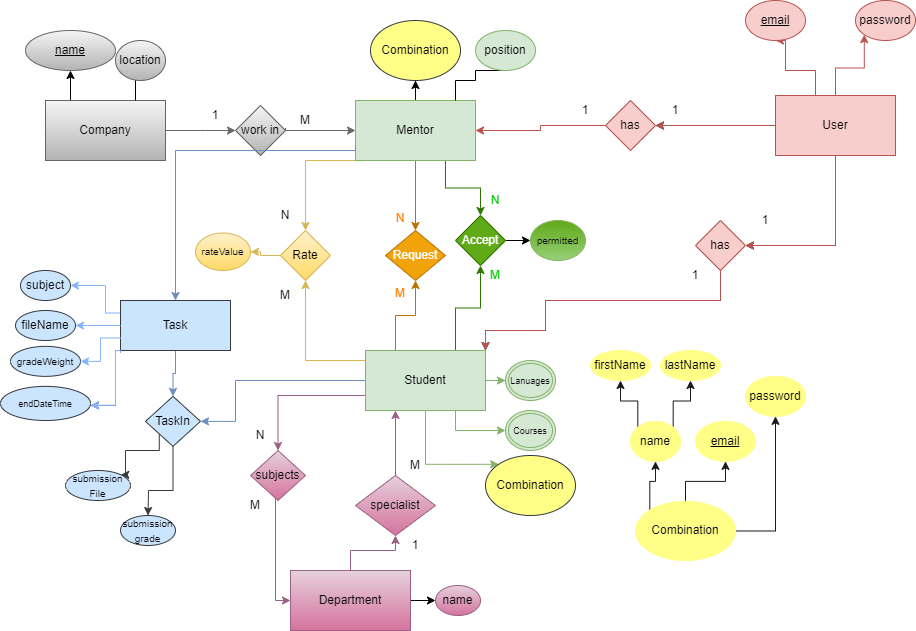 email
password
name
location
Combination
position
Company
1
work in
M
Mentor
1
has
1
User
N
N
N
1
rateValue
Rate
Request
Accept
permitted
has
M
M
M
1
subject
fileName
gradeWeight
endDateTime
Task
Student
Lanuages
Courses
firstName
lastName
password
TaskIn
N
M
name
email
subjects
M
specialist
Combination
submission
File
submission
grade
Combination
1
Department
name